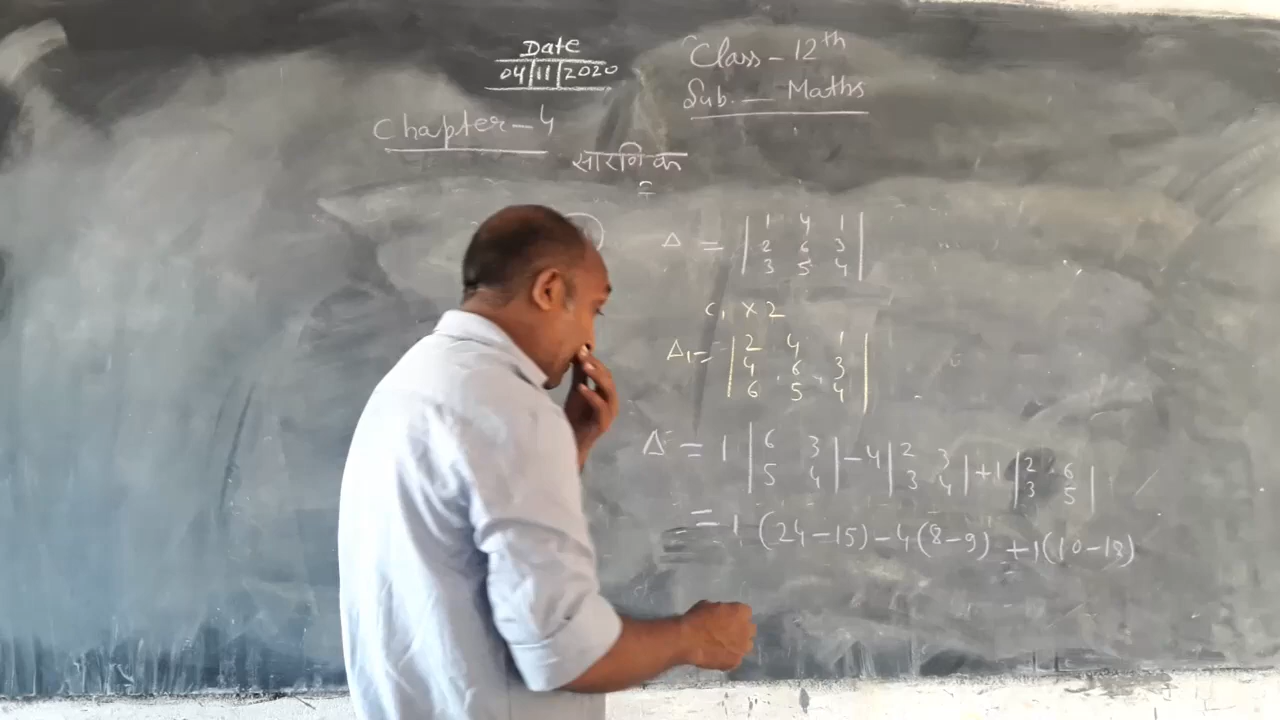 Date
04/11/2020
Class - 12th
Sub. — Maths
Chapter - 4
सारणिक
Δ = | 1 4 1 |
| 2 6 3 |
| 3 5 4 |
C₁ × 2
Δ₁ = | 2 4 1 |
| 4 6 3 |
| 6 5 4 |
Δ = 1 | 6 3 | - 4 | 2 3 | + 1 | 2 6 |
| 5 4 | | 3 4 | | 3 5 |
= 1 (24 - 15) - 4 (8 - 9) + 1 (10 - 18)